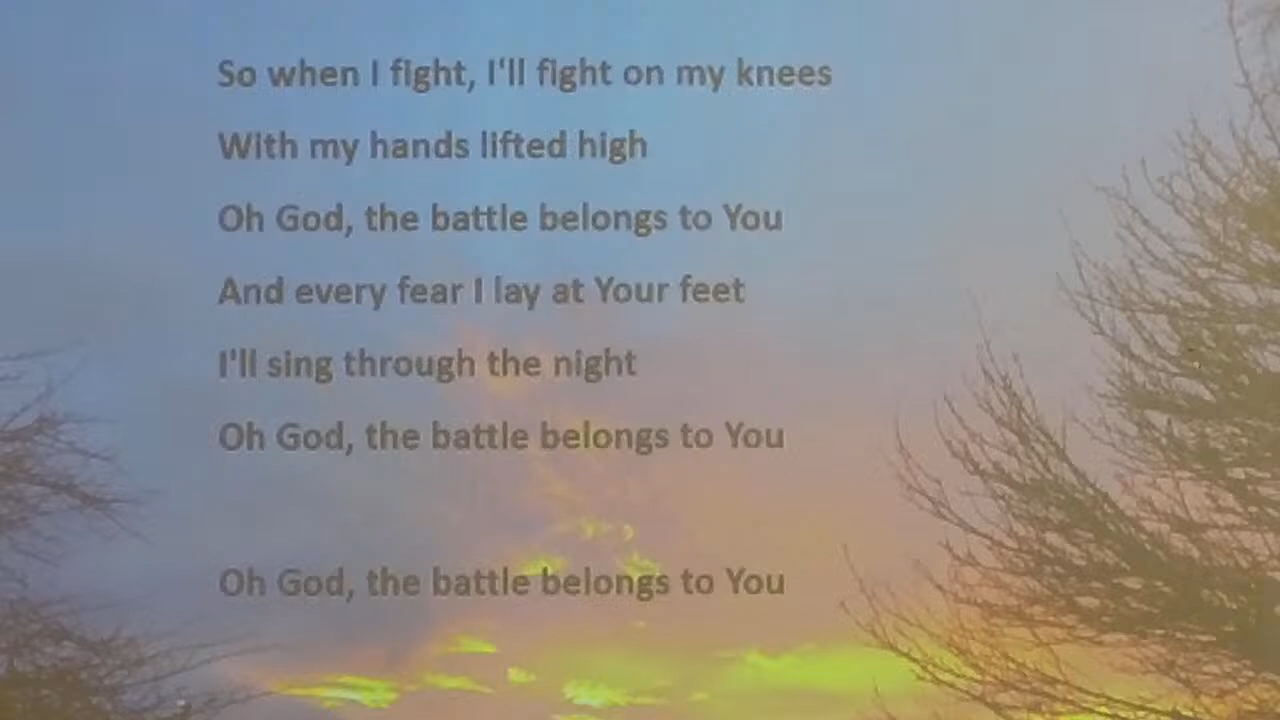 So when I fight, I'll fight on my knees
With my hands lifted high
Oh God, the battle belongs to You
And every fear I lay at Your feet
I'll sing through the night
Oh God, the battle belongs to You
Oh God, the battle belongs to You